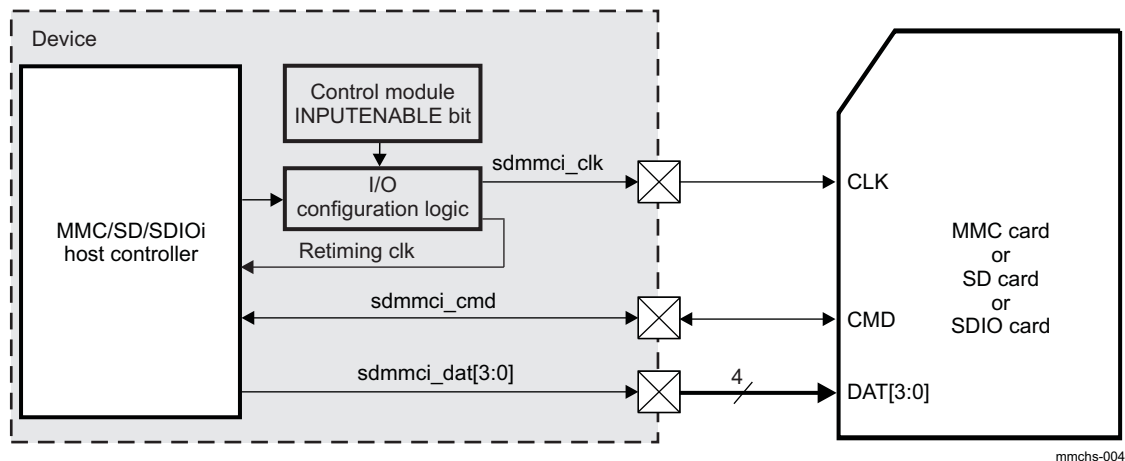 Device
Control module
INPUTENABLE bit
sdmmci_clk
I/O
configuration logic
CLK
MMC/SD/SDIOi
host controller
Retiming clk
MMC card
or
SD card
or
SDIO card
sdmmci_cmd
CMD
sdmmci_dat[3:0]
4
DAT[3:0]
mmchs-004